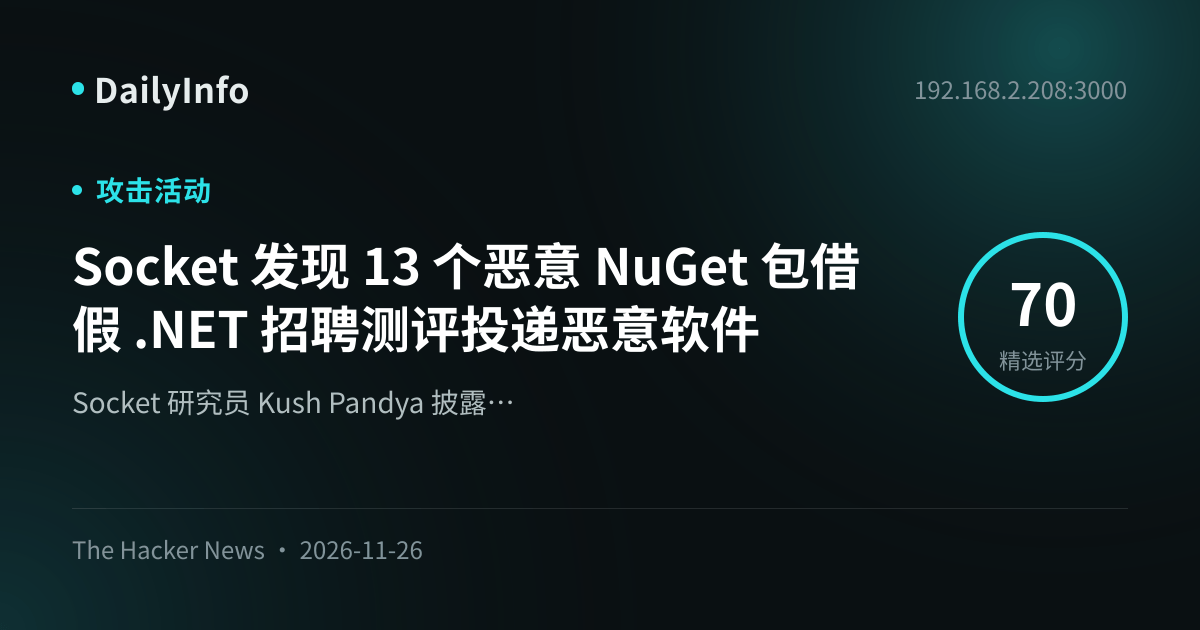 DailyInfo
192.168.2.208:3000
攻击活动
Socket 发现 13 个恶意 NuGet 包借
假 .NET 招聘测评投递恶意软件
70
精选评分
Socket 研究员 Kush Pandya 披露…
The Hacker News · 2026-11-26